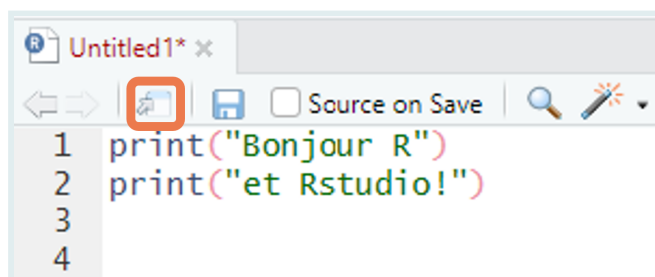 R Untitled1*
Source on Save
1 print("Bonjour R")
2 print("et Rstudio!")
3
4